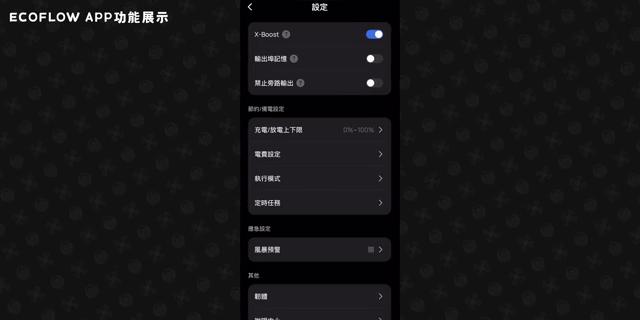 ECOFLOW APP功能展示
設定
X-Boost ?
輸出埠記憶 ?
禁止旁路輸出 ?
節約/備電設定
充電/放電上下限 0%~100%
電費設定
執行模式
定時任務
應急設定
風暴預警
其他
韌體